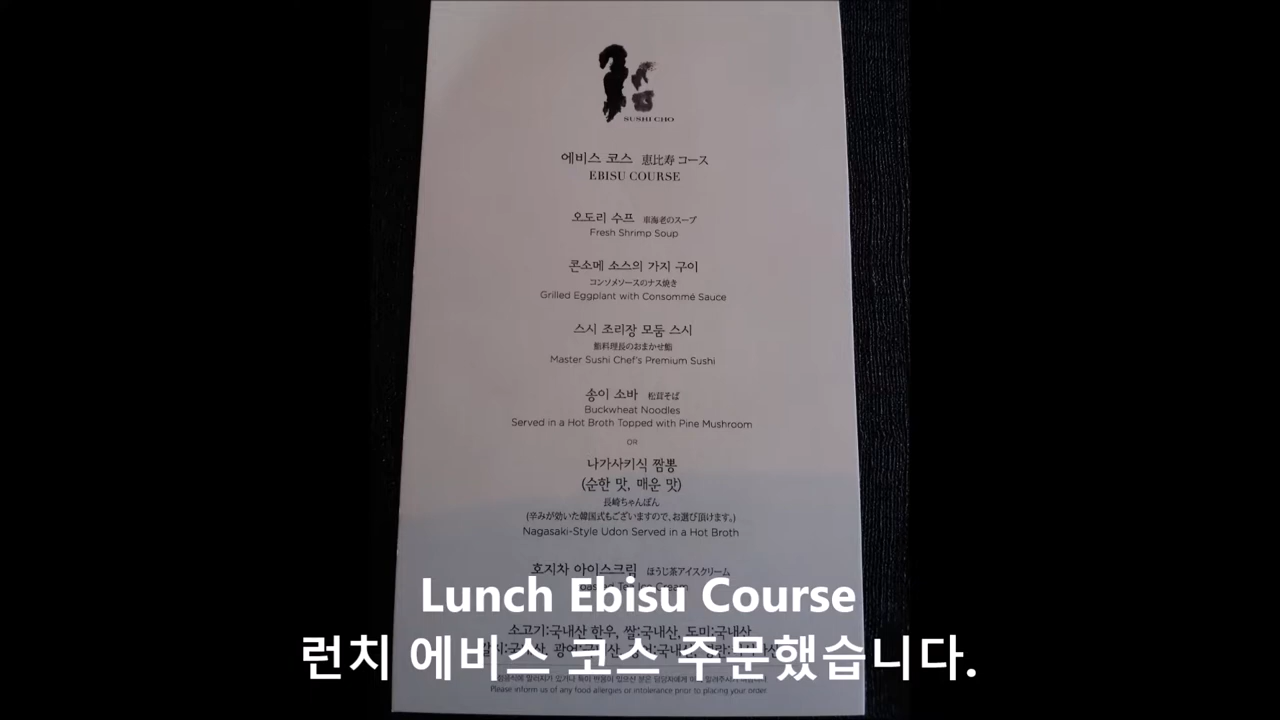 SUSHI CHO
에비스 코스 恵比寿 コース
EBISU COURSE
오도리 수프 車海老のスープ
Fresh Shrimp Soup
콘소메 소스의 가지 구이
コンソメソースのナス焼き
Grilled Eggplant with Consommé Sauce
스시 조리장 모둠 스시
鮨料理長のおまかせ鮨
Master Sushi Chef's Premium Sushi
송이 소바 松茸そば
Buckwheat Noodles
Served in a Hot Broth Topped with Pine Mushroom
OR
나가사키식 짬뽕
(순한 맛, 매운 맛)
長崎ちゃんぽん
(辛みが効いた韓国式もございますので、お選び頂けます。)
Nagasaki-Style Udon Served in a Hot Broth
호지차 아이스크림 ほうじ茶アイスクリーム
Tea Ice Cream
Lunch Ebisu Course
소고기:국내산 한우, 쌀:국내산, 도미:국내산
런치 에비스 코스 주문했습니다.
Please inform us of any food allergies or intolerance prior to placing your order